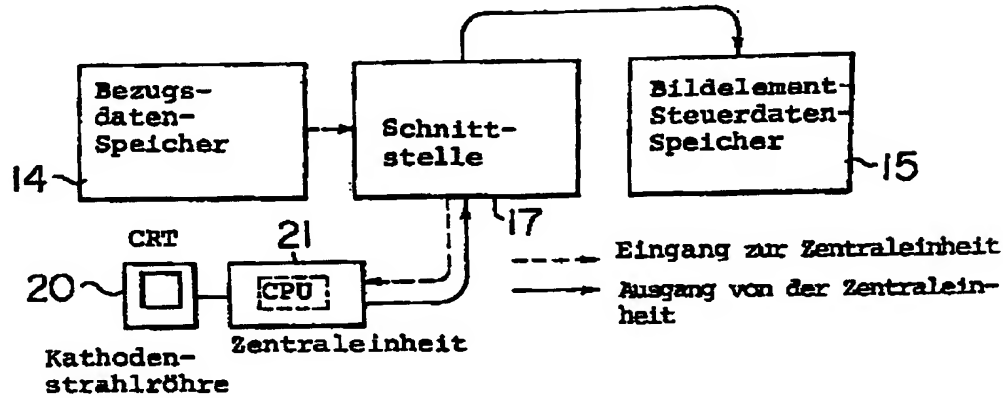 Bezugs-
daten-
Speicher
14
Schnitt-
stelle
17
Bildelement-
Steuerdaten-
Speicher
15
CRT
20
Kathoden-
strahlröhre
21
CPU
Zentraleinheit
Eingang zur Zentraleinheit
Ausgang von der Zentralein-
heit